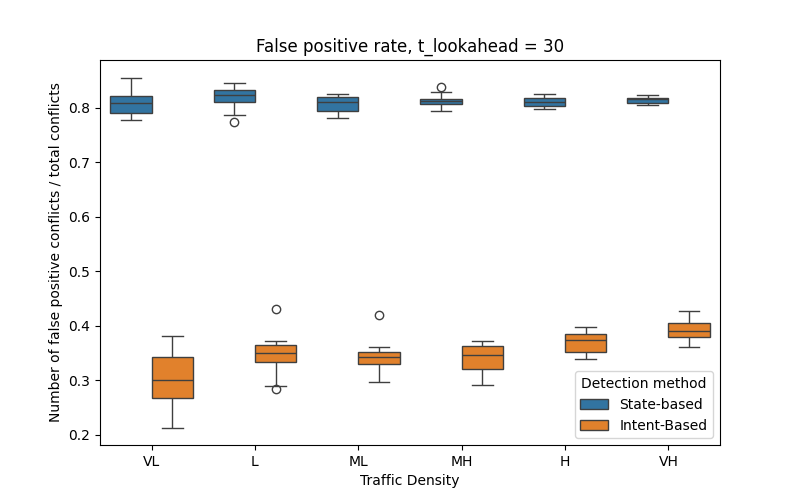 False positive rate, t_lookahead = 30
Number of false positive conflicts / total conflicts
0.8
0.7
0.6
0.5
0.4
0.3
0.2
Detection method
State-based
Intent-Based
VL L ML MH H VH
Traffic Density